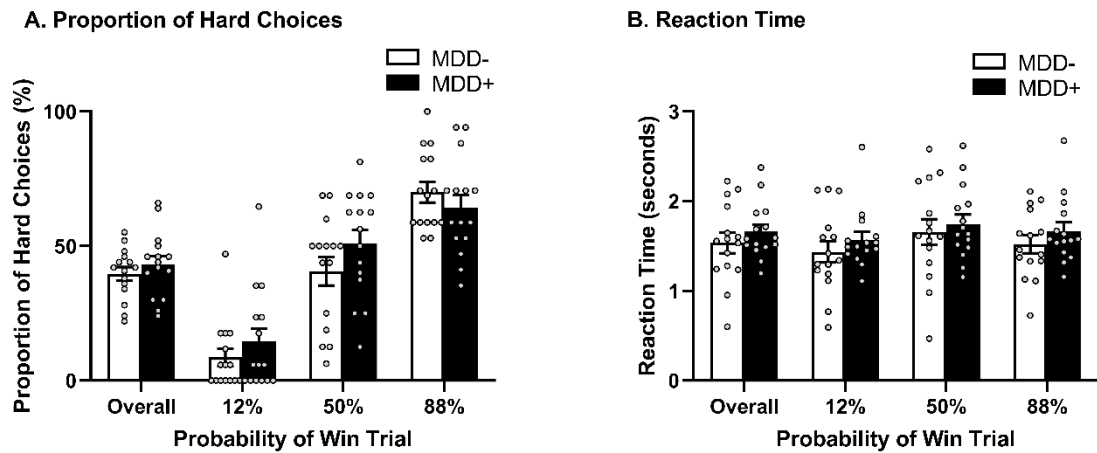 A. Proportion of Hard Choices
MDD-
MDD+
Proportion of Hard Choices (%)
100
50
0
Overall 12% 50% 88%
Probability of Win Trial
B. Reaction Time
MDD-
MDD+
Reaction Time (seconds)
3
2
1
0
Overall 12% 50% 88%
Probability of Win Trial